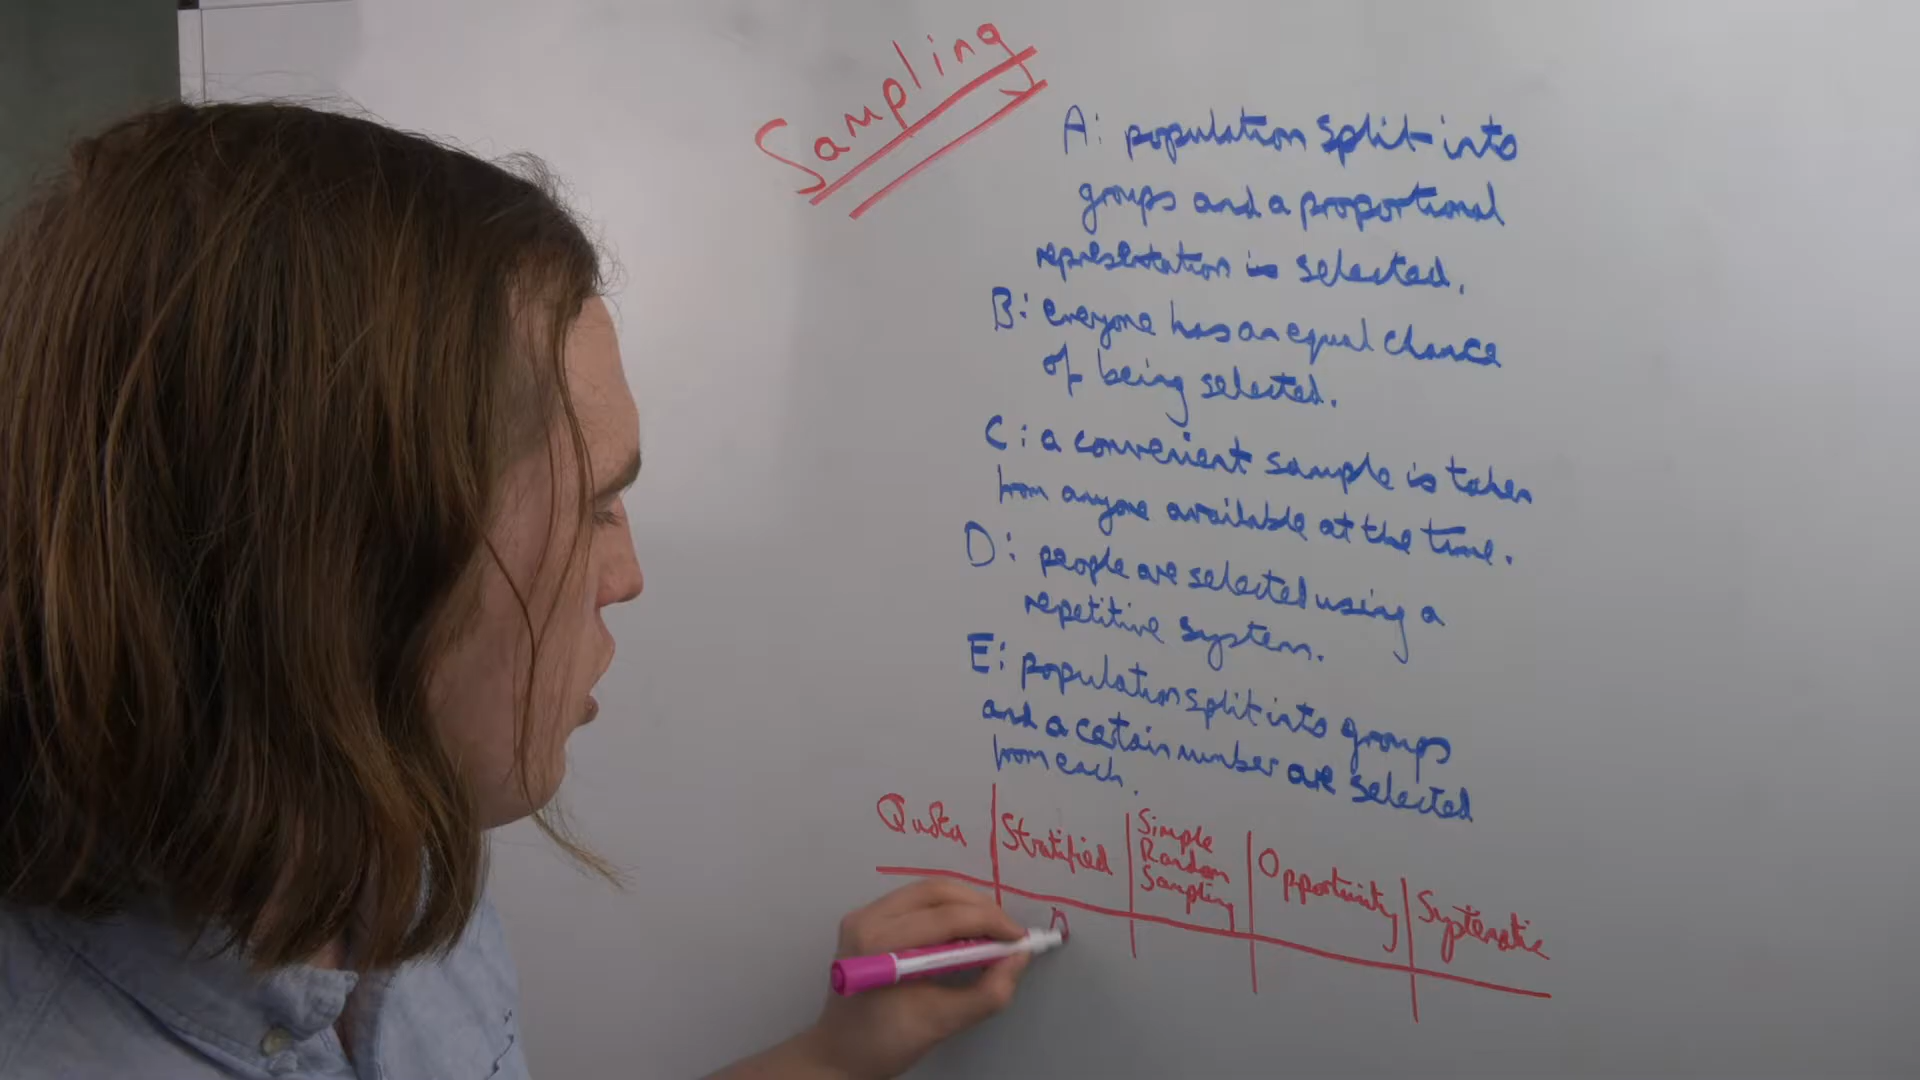 Sampling
A: population split into
groups and a proportional
representation is selected.
B: everyone has an equal chance
of being selected.
C: a convenient sample is taken
from anyone available at the time.
D: people are selected using a
repetitive system.
E: population split into groups
and a certain number are selected
from each.
Quota
Stratified
Simple
Random
Sampling
Opportunity
Systematic